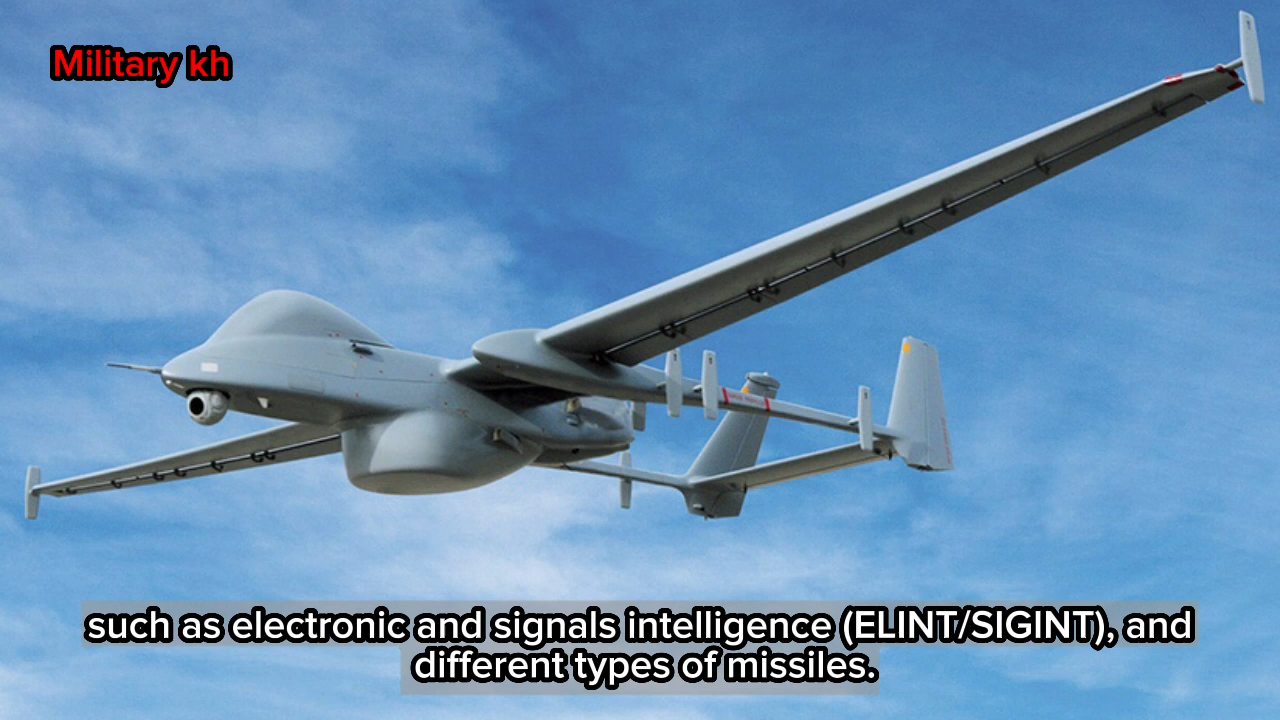 Military kh
such as electronic and signals intelligence (ELINT/SIGINT), and
different types of missiles.